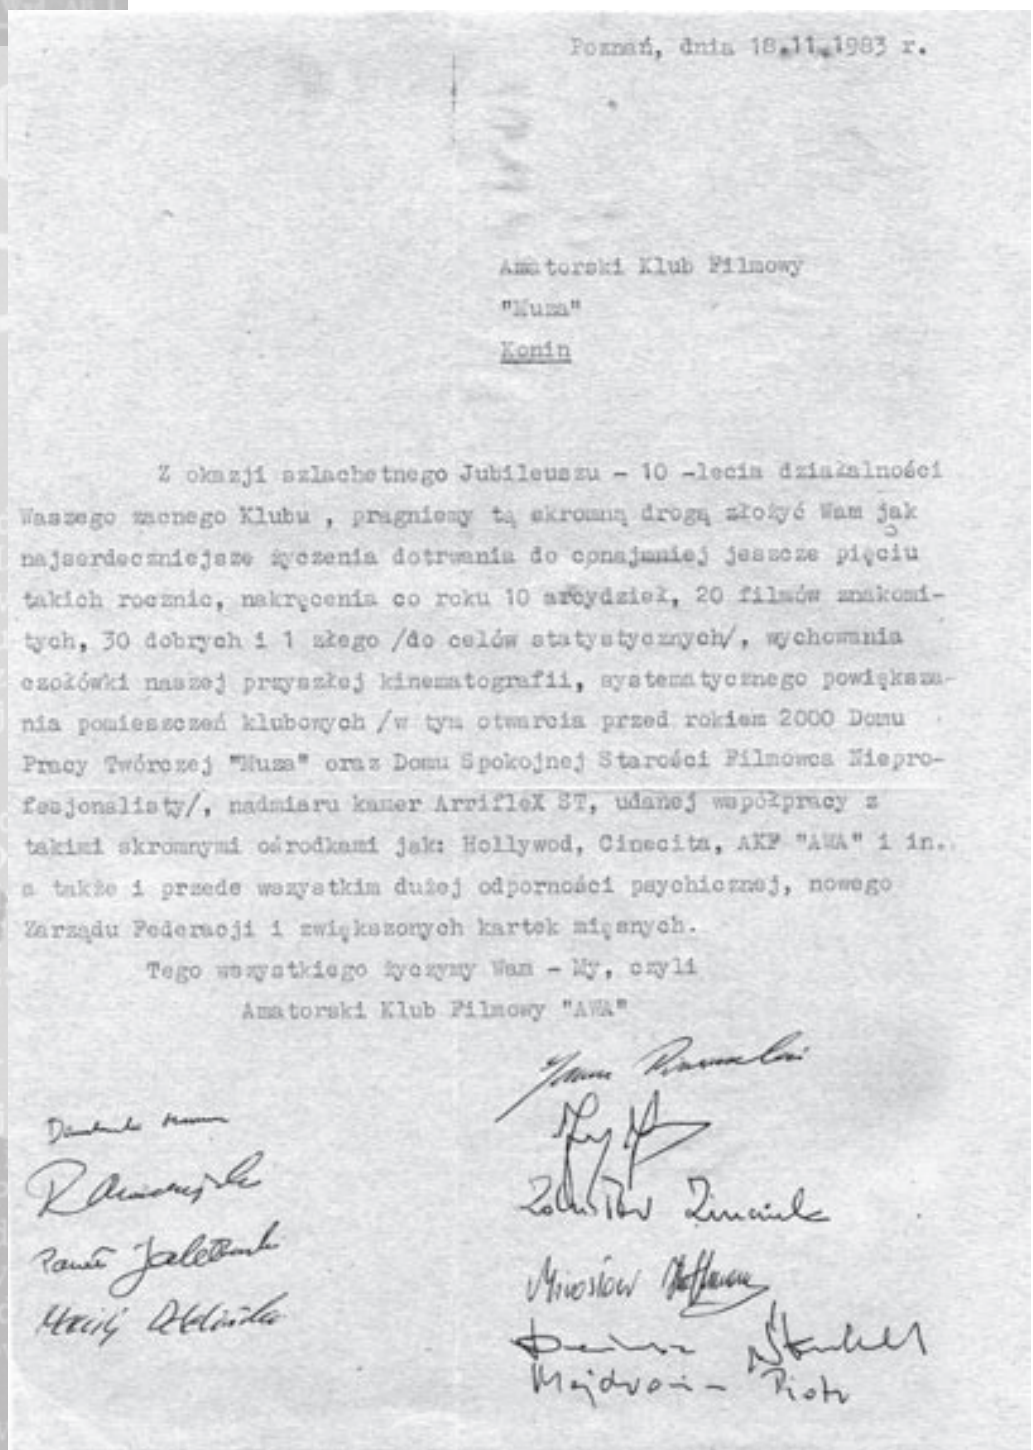 Poznań, dnia 18.11.1983 r.
Amatorski Klub Filmowy
"Muza"
Konin
Z okazji szlachetnego Jubileuszu - 10 -lecia działalności
Waszego zacnego Klubu , pragniemy tą skromną drogą złożyć Wam jak
najserdeczniejsze życzenia dotrwania do conajmniej jeszcze pięciu
takich rocznic, nakręcenia co roku 10 arcydzieł, 20 filmów znakomi-
tych, 30 dobrych i 1 złego /do celów statystycznych/, wychowania
czołówki naszej przyszłej kinematografii, systematycznego powiększa-
nia pomieszczeń klubowych /w tym otwarcia przed rokiem 2000 Domu
Pracy Twórczej "Muza" oraz Domu Spokojnej Starości Filmowca Niepro-
fesjonalisty/, nadmiaru kamer ArrifleX ST, udanej współpracy z
takimi skromnymi ośrodkami jak: Hollywod, Cinecita, AKF "AWA" i in.
a także i przede wszystkim dużej odporności psychicznej, nowego
Zarządu Federacji i zwiększonych kartek mięsnych.
Tego wszystkiego życzymy Wam - My, czyli
Amatorski Klub Filmowy "AWA"
Paweł
Maciej
Mirosław Hoffmann
Piotr